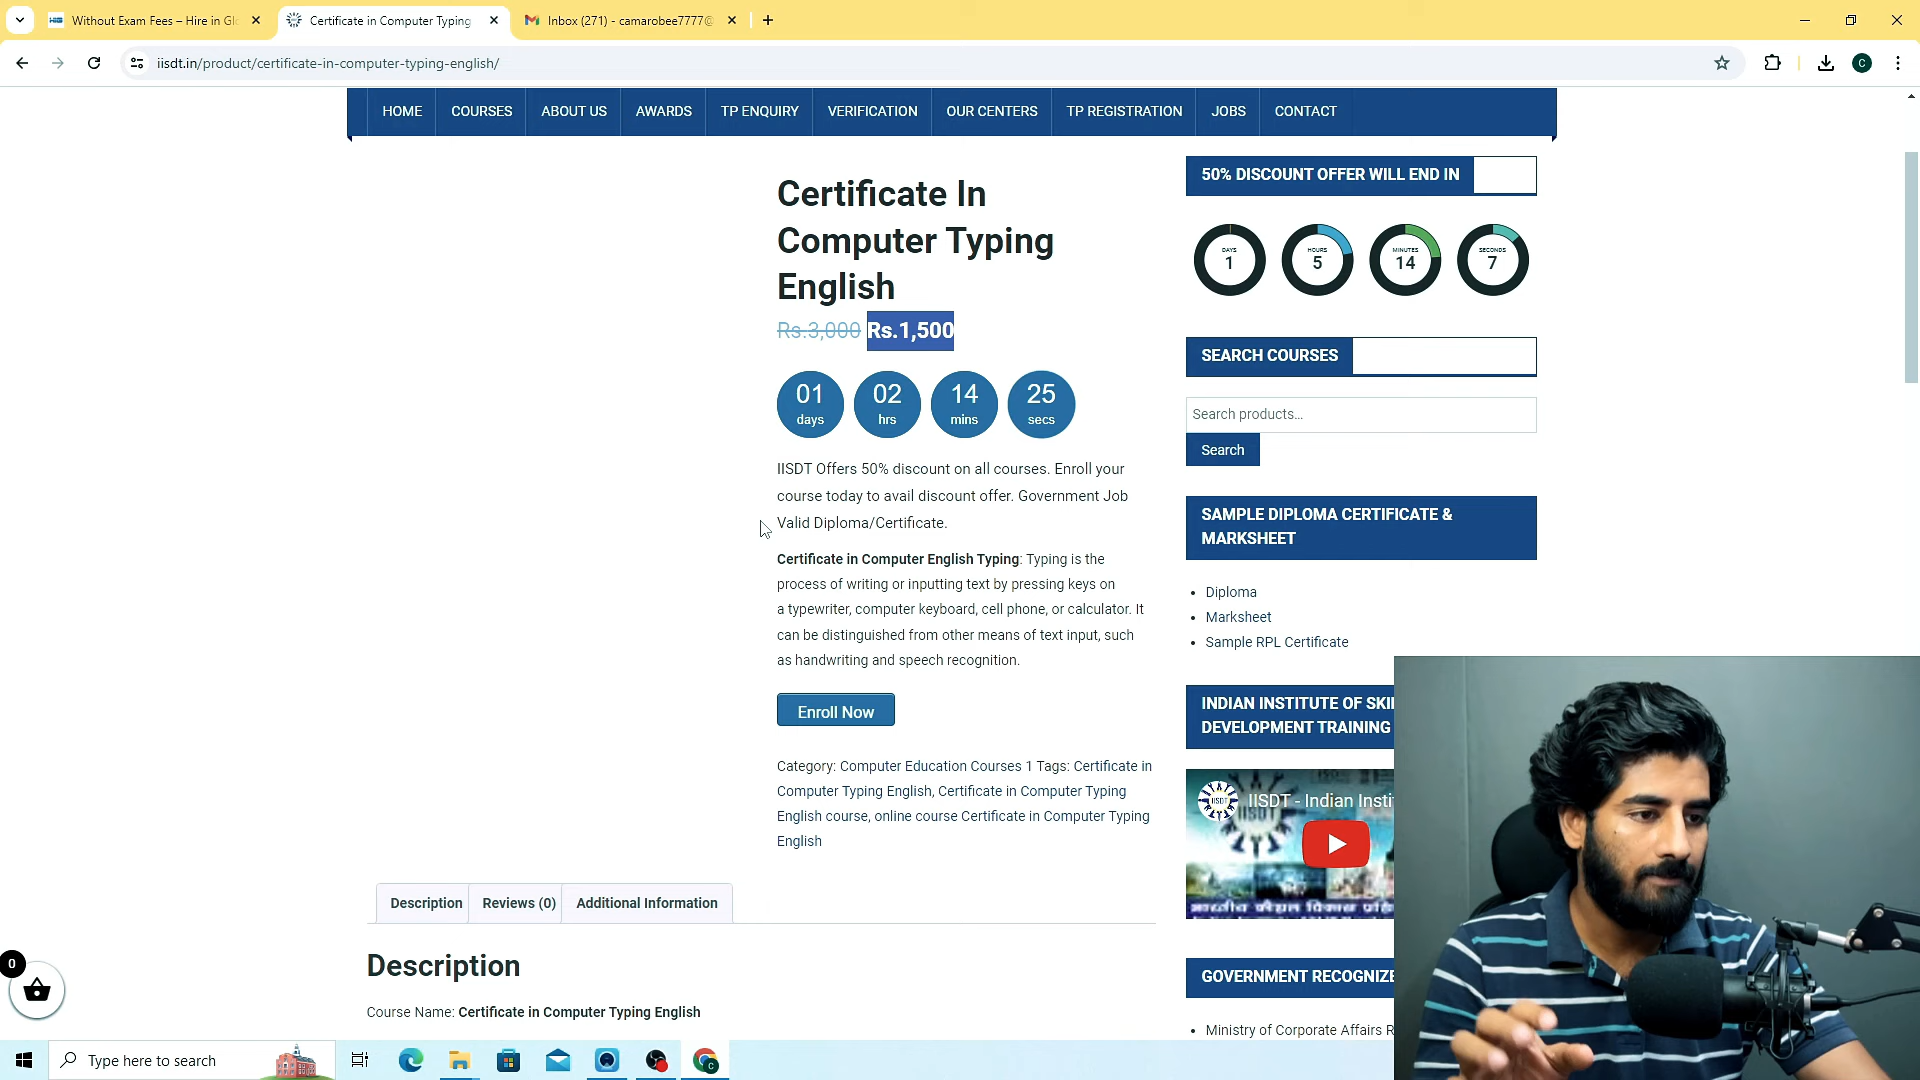 Without Exam Fees – Hire in Gl
Certificate in Computer Typing
Inbox (271) - camarobee7777@
iisdt.in/product/certificate-in-computer-typing-english/
C
HOME
COURSES
ABOUT US
AWARDS
TP ENQUIRY
VERIFICATION
OUR CENTERS
TP REGISTRATION
JOBS
CONTACT
Certificate In
Computer Typing
English
Rs.3,000 Rs.1,500
01 days
02 hrs
14 mins
25 secs
IISDT Offers 50% discount on all courses. Enroll your
course today to avail discount offer. Government Job
Valid Diploma/Certificate.
Certificate in Computer English Typing: Typing is the
process of writing or inputting text by pressing keys on
a typewriter, computer keyboard, cell phone, or calculator. It
can be distinguished from other means of text input, such
as handwriting and speech recognition.
Enroll Now
Category: Computer Education Courses 1 Tags: Certificate in
Computer Typing English, Certificate in Computer Typing
English course, online course Certificate in Computer Typing
English
50% DISCOUNT OFFER WILL END IN
DAYS 1
HOURS 5
MINUTES 14
SECONDS 7
SEARCH COURSES
Search products...
Search
SAMPLE DIPLOMA CERTIFICATE &
MARKSHEET
Diploma
Marksheet
Sample RPL Certificate
INDIAN INSTITUTE OF SKI
DEVELOPMENT TRAINING
IISDT
IISDT - Indian Insti
GOVERNMENT RECOGNIZE
Ministry of Corporate Affairs R
Description
Reviews (0)
Additional Information
Description
Course Name: Certificate in Computer Typing English
0
Type here to search